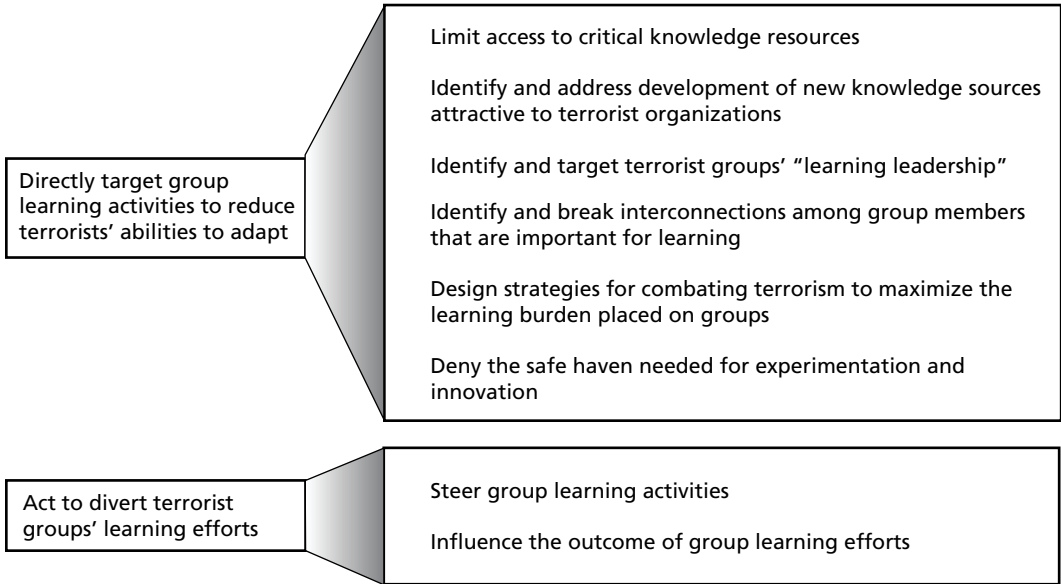 Directly target group
learning activities to reduce
terrorists' abilities to adapt
Limit access to critical knowledge resources
Identify and address development of new knowledge sources
attractive to terrorist organizations
Identify and target terrorist groups' “learning leadership”
Identify and break interconnections among group members
that are important for learning
Design strategies for combating terrorism to maximize the
learning burden placed on groups
Deny the safe haven needed for experimentation and
innovation
Act to divert terrorist
groups' learning efforts
Steer group learning activities
Influence the outcome of group learning efforts